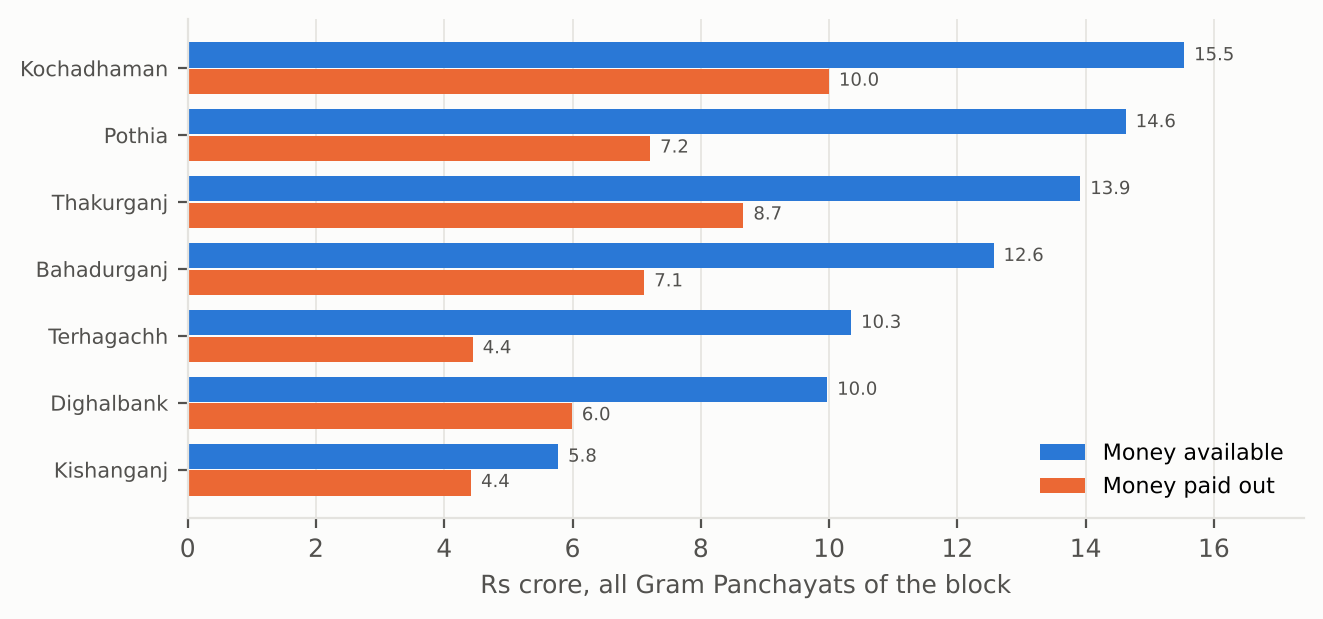 Kochadhaman 15.5
10.0
Pothia 14.6
7.2
Thakurganj 13.9
8.7
Bahadurganj 12.6
7.1
Terhagachh 10.3
4.4
Dighalbank 10.0
6.0
Kishanganj 5.8
4.4
Money available
Money paid out
0 2 4 6 8 10 12 14 16
Rs crore, all Gram Panchayats of the block